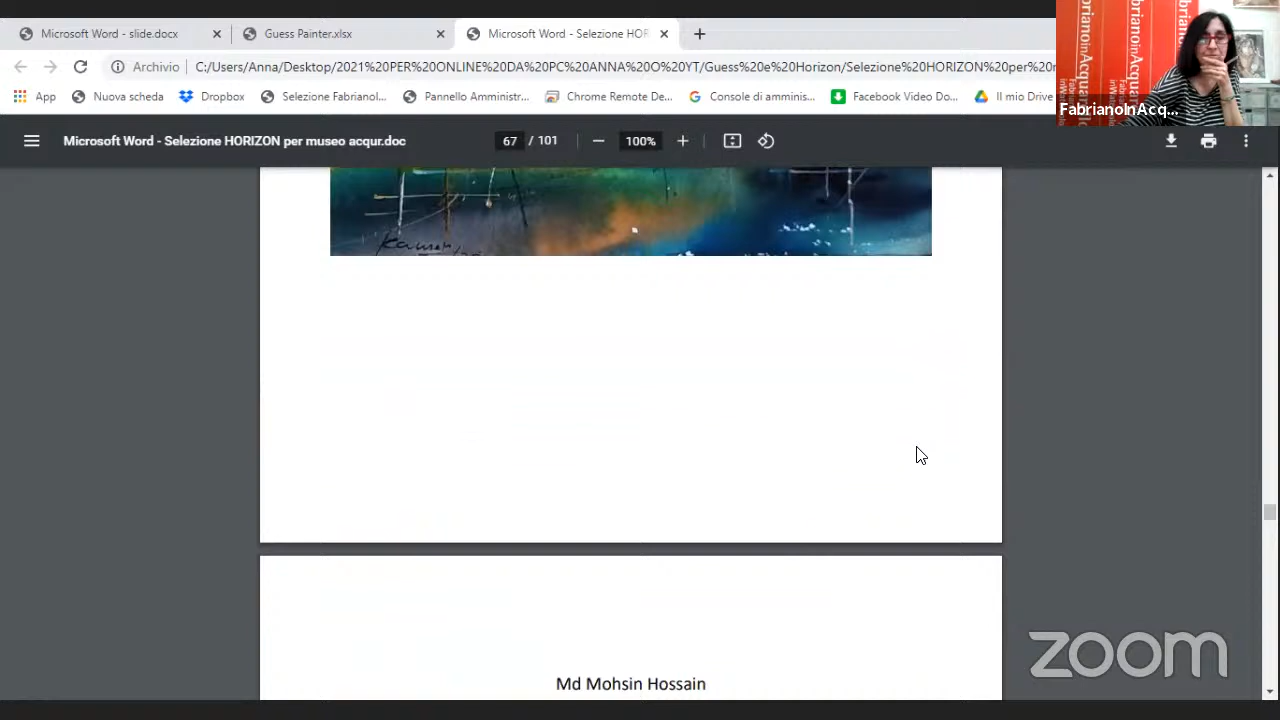 Microsoft Word - slide.docx
Guess Painter.xlsx
Microsoft Word - Selezione HOR
Archivio
C:/Users/Anna/Desktop/2021%20PER%20ONLINE%20DA%20PC%20ANNA%20O%20YT/Guess%20e%20Horizon/Selezione%20HORIZON%20per%20
App
Nuova scheda
Dropbox
Selezione Fabriano!...
Pannello Amministr...
Chrome Remote De...
Console di amminis...
Facebook Video Do...
Il mio Drive
FabrianoInAcq...
Microsoft Word - Selezione HORIZON per museo acqur.doc
67 / 101
100%
Md Mohsin Hossain
zoom